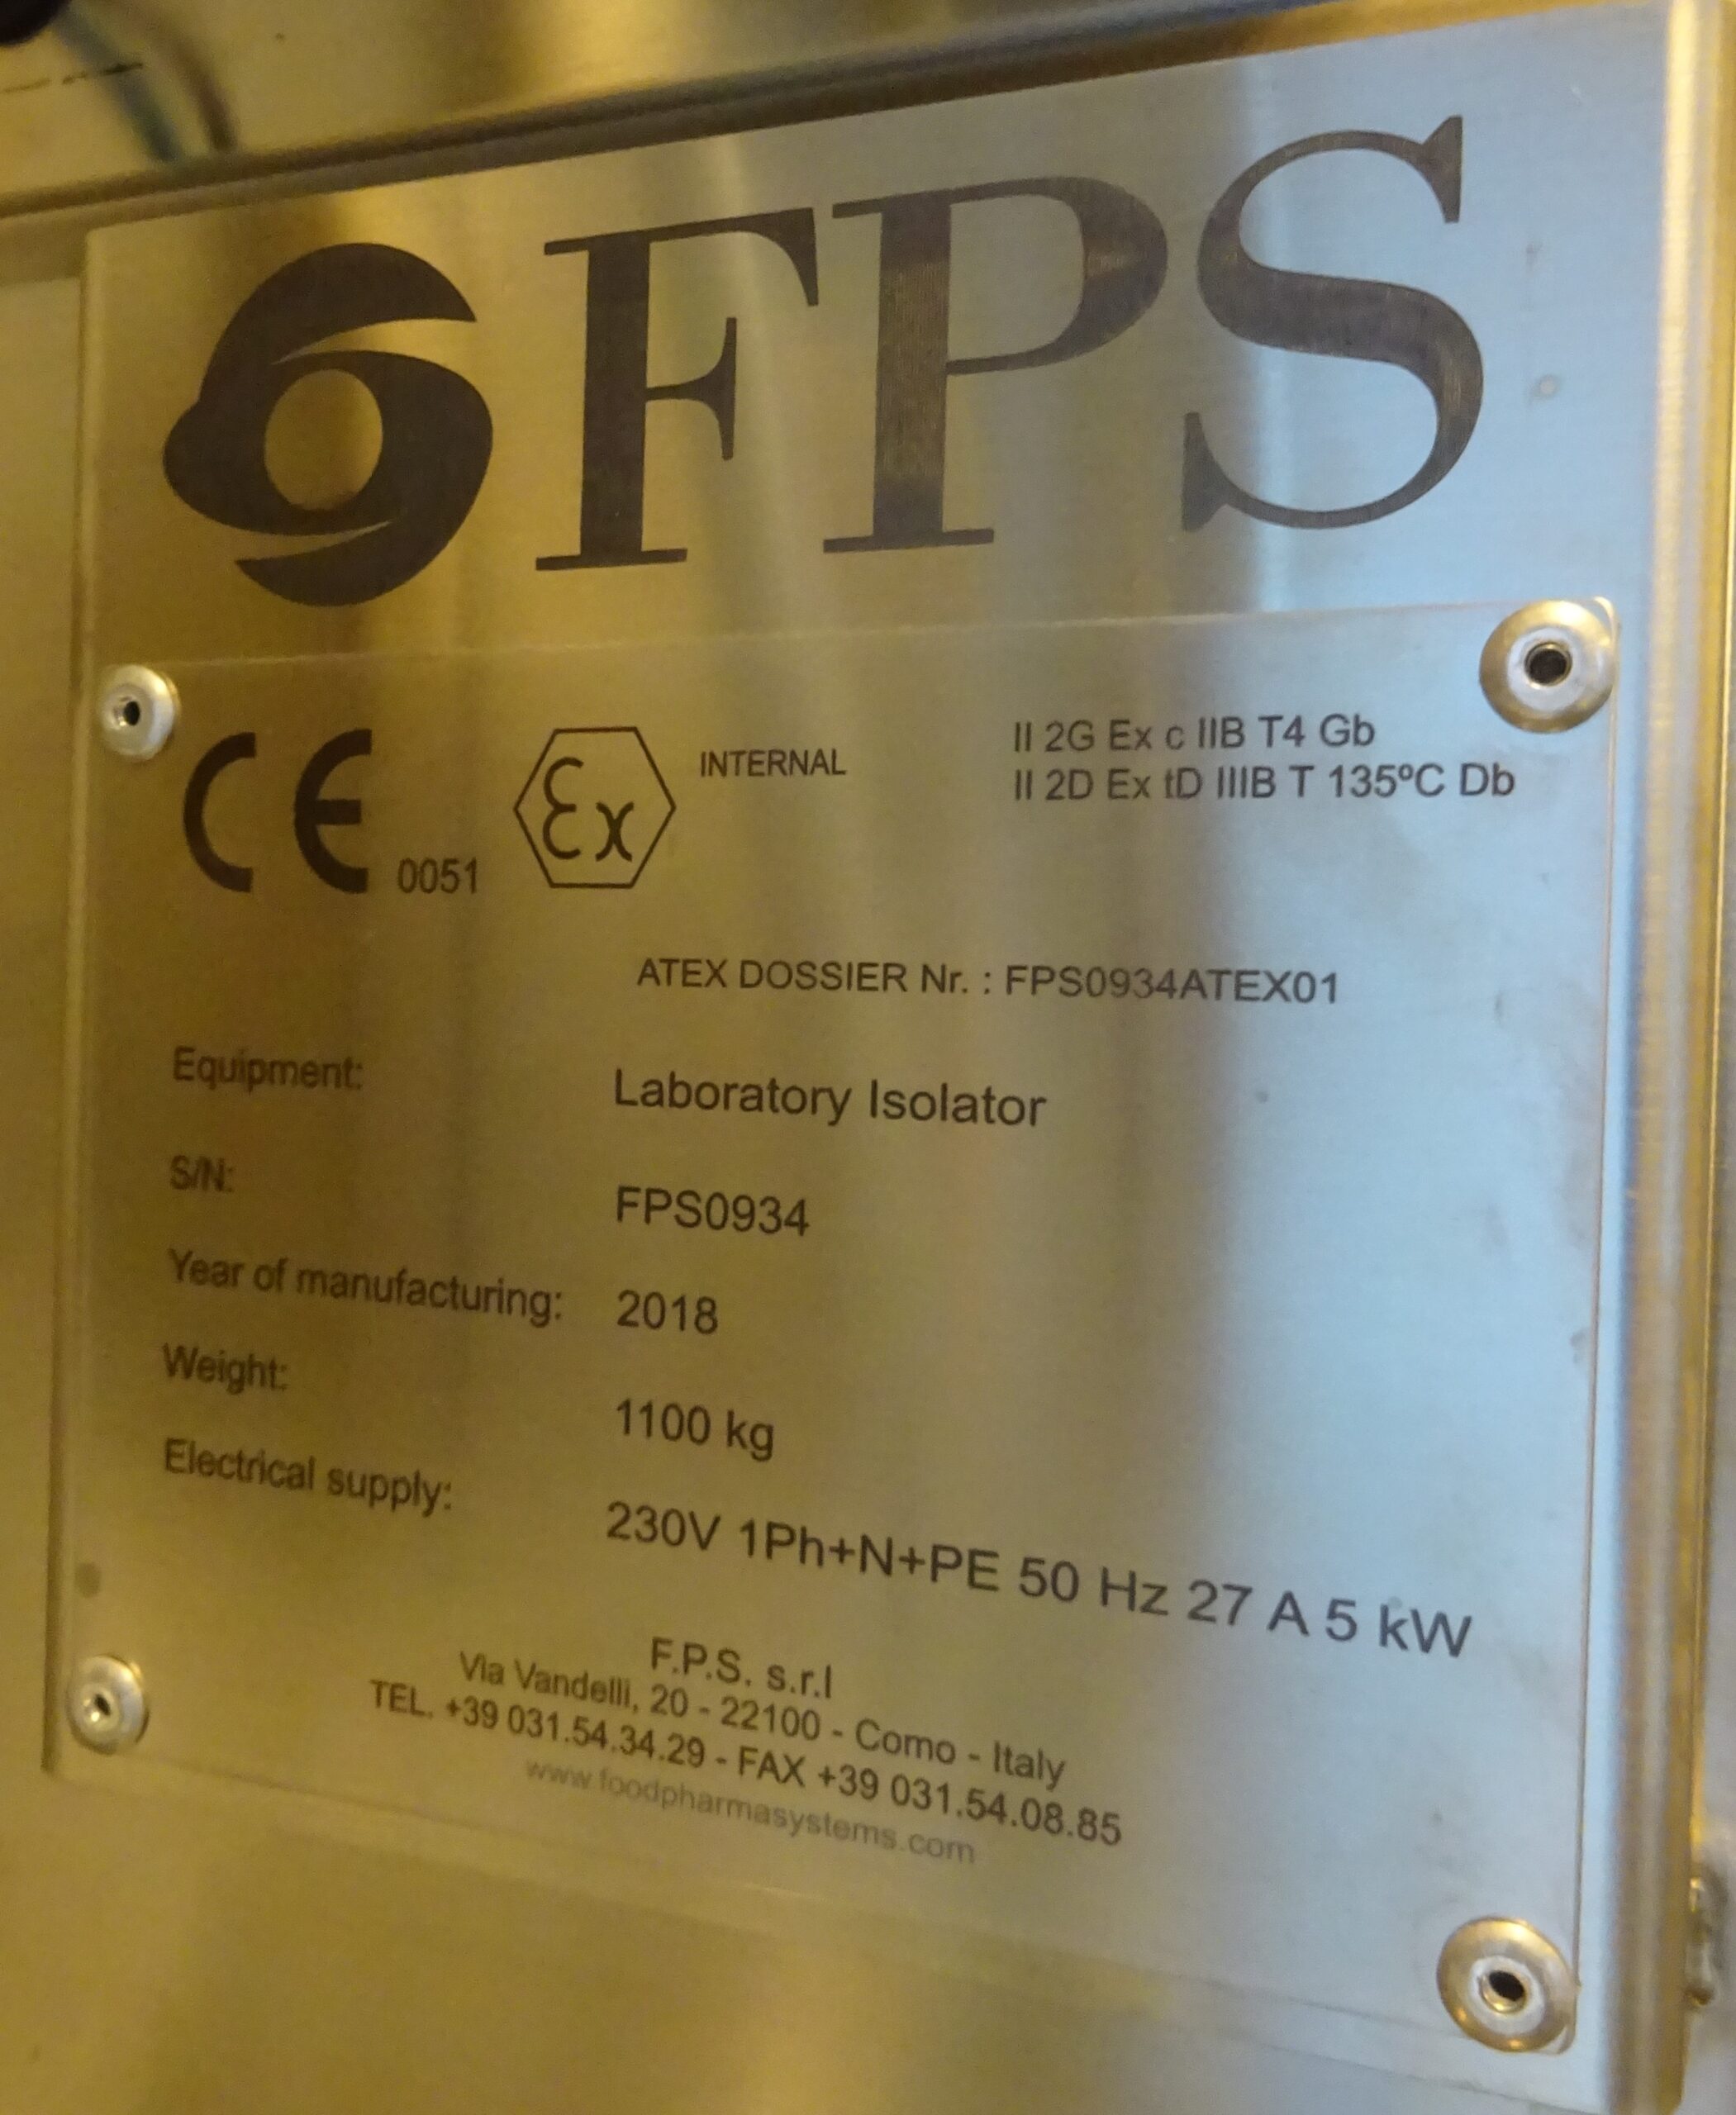 FPS
CE 0051 Ex INTERNAL
II 2G Ex c IIB T4 Gb
II 2D Ex tD IIIB T 135ºC Db
ATEX DOSSIER Nr. : FPS0934ATEX01
Equipment: Laboratory Isolator
S/N: FPS0934
Year of manufacturing: 2018
Weight: 1100 kg
Electrical supply: 230V 1Ph+N+PE 50 Hz 27 A 5 kW
F.P.S. s.r.l
Via Vandelli, 20 - 22100 - Como - Italy
TEL. +39 031.54.34.29 - FAX +39 031.54.08.85
www.foodpharmasystems.com